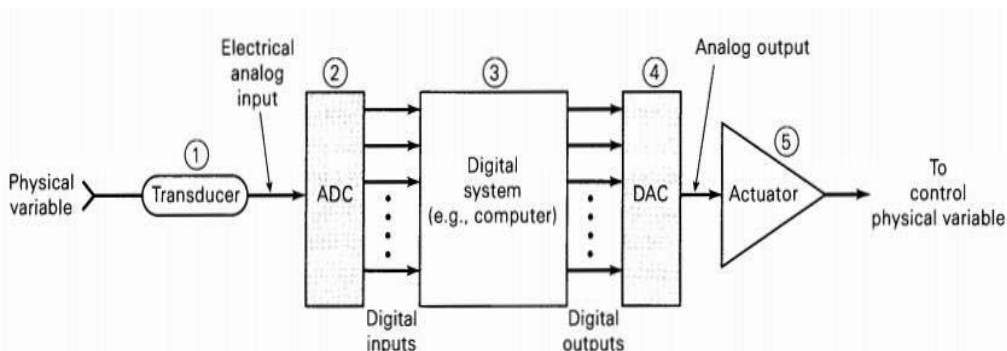 Electrical
analog
input
Analog output
1
2
3
4
5
Physical
variable
Transducer
ADC
Digital
system
(e.g., computer)
DAC
Actuator
To
control
physical variable
Digital
inputs
Digital
outputs